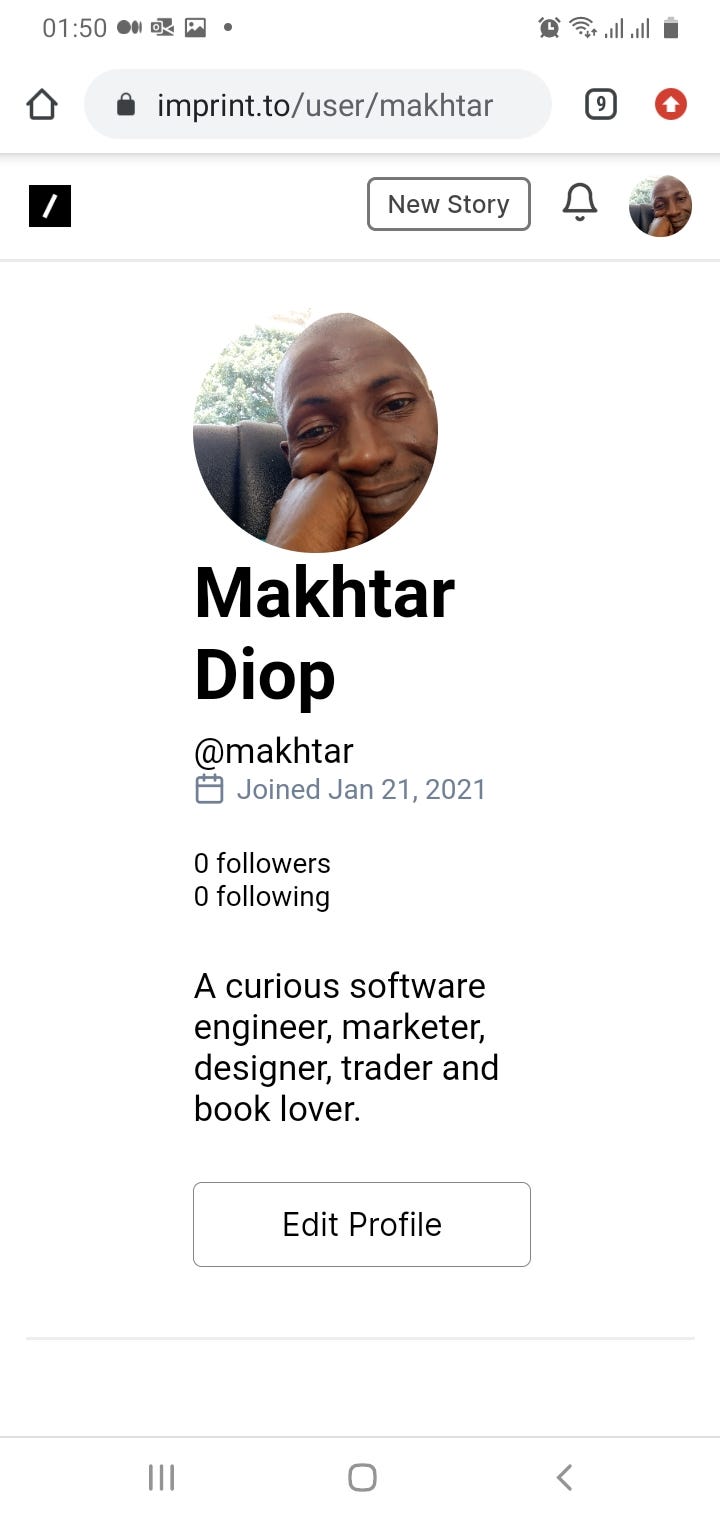 01:50
imprint.to/user/makhtar
9
New Story
Makhtar
Diop
@makhtar
Joined Jan 21, 2021
0 followers
0 following
A curious software
engineer, marketer,
designer, trader and
book lover.
Edit Profile